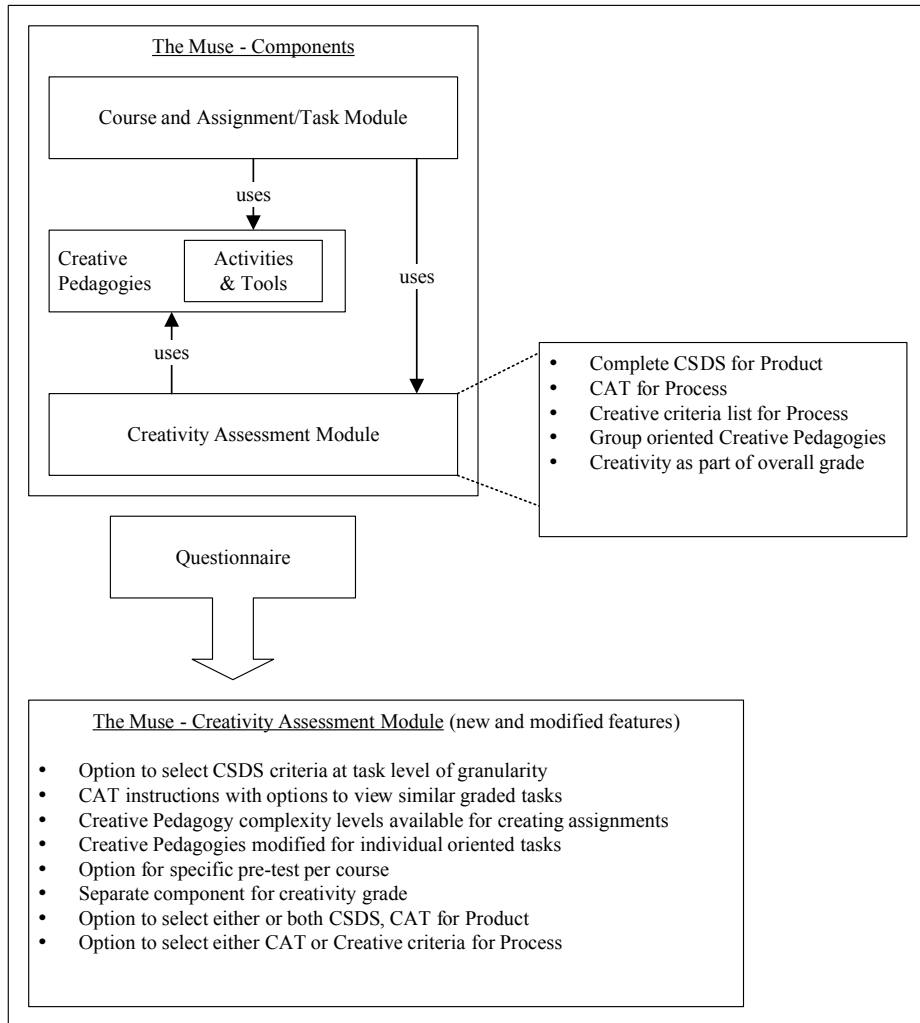 The Muse - Components
Course and Assignment/Task Module
uses
Creative
Pedagogies
Activities
& Tools
uses
uses
Creativity Assessment Module
• Complete CSDS for Product
• CAT for Process
• Creative criteria list for Process
• Group oriented Creative Pedagogies
• Creativity as part of overall grade
Questionnaire
The Muse - Creativity Assessment Module (new and modified features)
• Option to select CSDS criteria at task level of granularity
• CAT instructions with options to view similar graded tasks
• Creative Pedagogy complexity levels available for creating assignments
• Creative Pedagogies modified for individual oriented tasks
• Option for specific pre-test per course
• Separate component for creativity grade
• Option to select either or both CSDS, CAT for Product
• Option to select either CAT or Creative criteria for Process